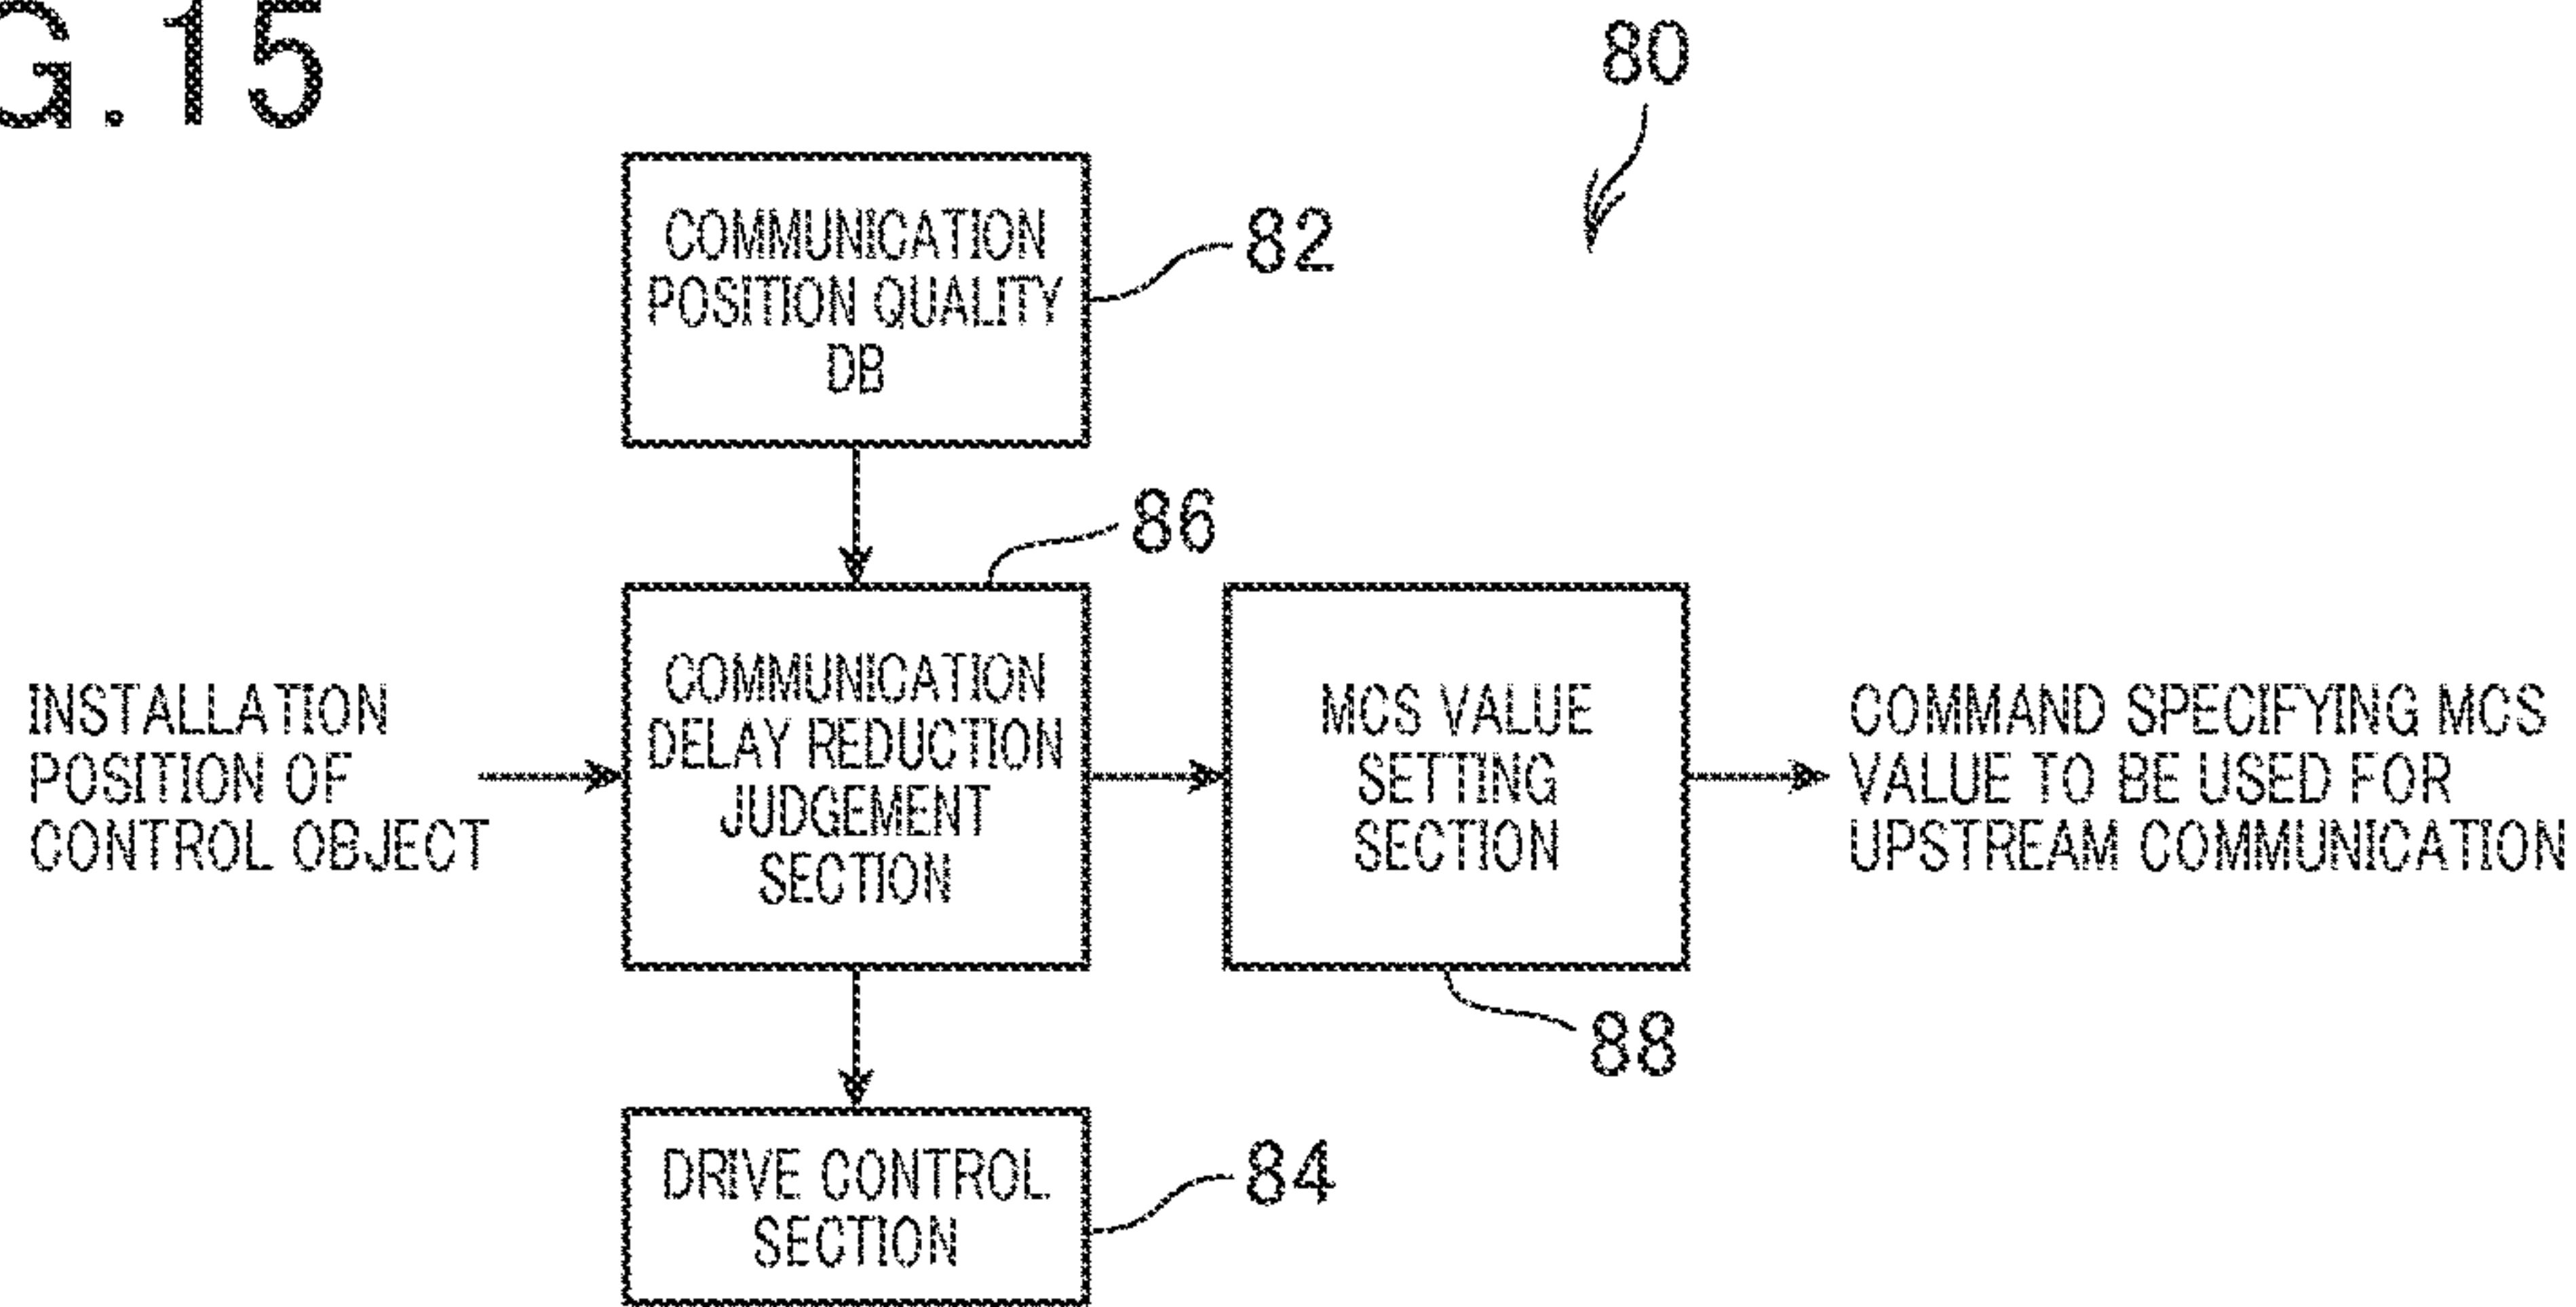 G.15
80
COMMUNICATION
POSITION QUALITY
DB
82
86
INSTALLATION
POSITION OF
CONTROL OBJECT
COMMUNICATION
DELAY REDUCTION
JUDGEMENT
SECTION
MCS VALUE
SETTING
SECTION
COMMAND SPECIFYING MCS
VALUE TO BE USED FOR
UPSTREAM COMMUNICATION
88
DRIVE CONTROL
SECTION
84